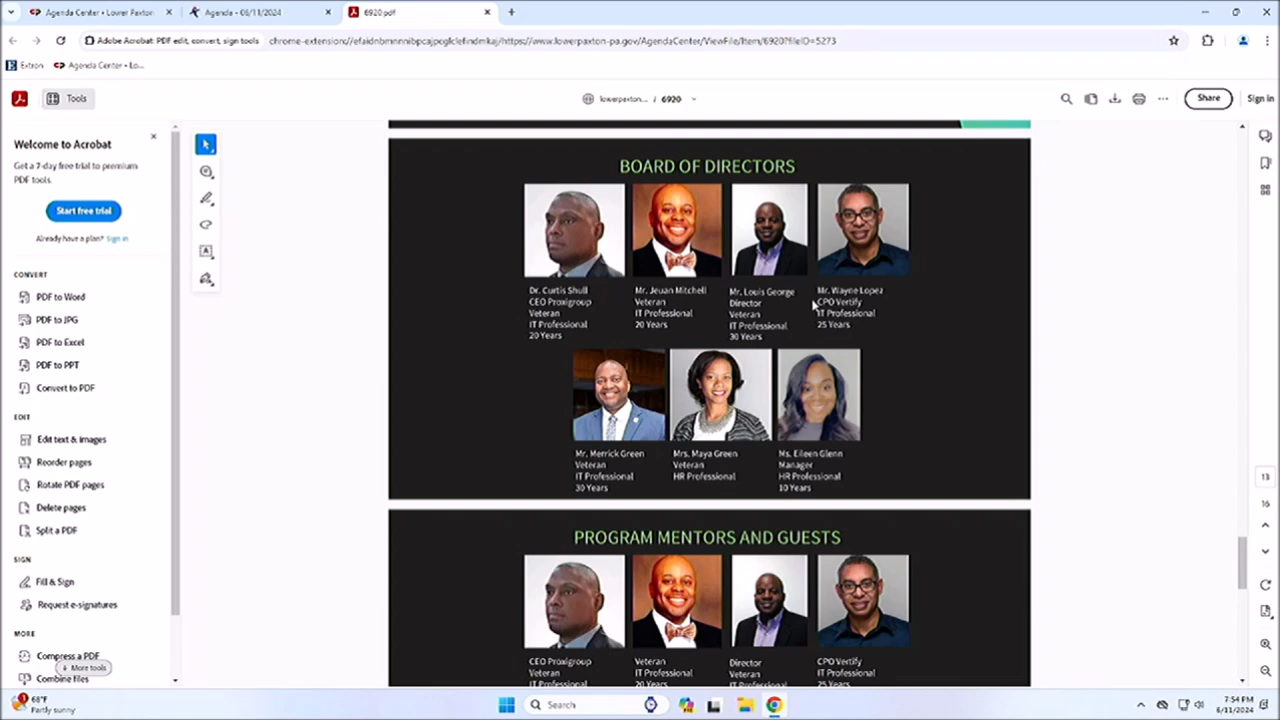 Agenda Center • Lower Paxton
Agenda - 06/11/2024
6920.pdf
Adobe Acrobat: PDF edit, convert, sign tools
chrome-extension://efaidnbmnnnibpcajpcglclefindmkaj/https://www.lowerpaxton-pa.gov/AgendaCenter/ViewFile/Item/6920?fileID=5273
Extron
Agenda Center • Lo...
Tools
lowerpaxton... / 6920
Share
Sign in
Welcome to Acrobat
Get a 7-day free trial to premium
PDF tools.
Start free trial
Already have a plan? Sign in
CONVERT
PDF to Word
PDF to JPG
PDF to Excel
PDF to PPT
Convert to PDF
EDIT
Edit text & images
Reorder pages
Rotate PDF pages
Delete pages
Split a PDF
SIGN
Fill & Sign
Request e-signatures
MORE
Compress a PDF
More tools
Combine files
BOARD OF DIRECTORS
Dr. Curtis Shull
CEO Proxigroup
Veteran
IT Professional
20 Years
Mr. Jeuan Mitchell
Veteran
IT Professional
20 Years
Mr. Louis George
Director
Veteran
IT Professional
30 Years
Mr. Wayne Lopez
CPO Vertify
IT Professional
25 Years
Mr. Merrick Green
Veteran
IT Professional
30 Years
Mrs. Maya Green
Veteran
HR Professional
Ms. Eileen Glenn
Manager
HR Professional
10 Years
PROGRAM MENTORS AND GUESTS
CEO Proxigroup
Veteran
IT Professional
Veteran
IT Professional
20 Years
Director
Veteran
IT Professional
CPO Vertify
IT Professional
25 Years
13
16
68°F
Partly sunny
Search
7:54 PM
6/11/2024